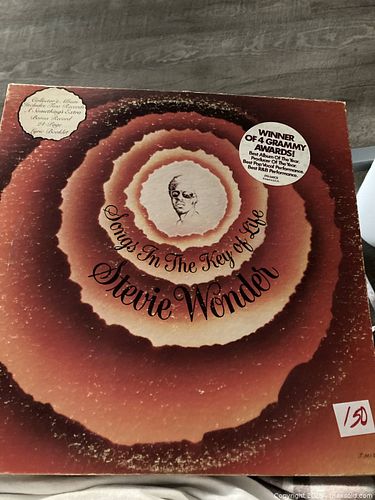 Collector's Album
Includes Two Records
A Something's Extra
Bonus Record
24 Page
Lyric Booklet
WINNER
OF 4 GRAMMY
AWARDS!
Best Album Of The Year.
Producer Of The Year.
Best Pop/Vocal Performance.
Best R&B Performance.
Songs In The Key of Life
Stevie Wonder
150